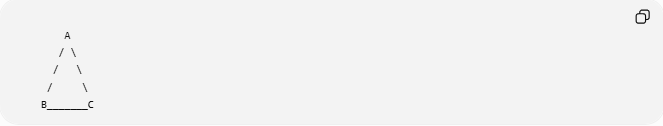 A
   / \
  /   \
 /     \
B_______C